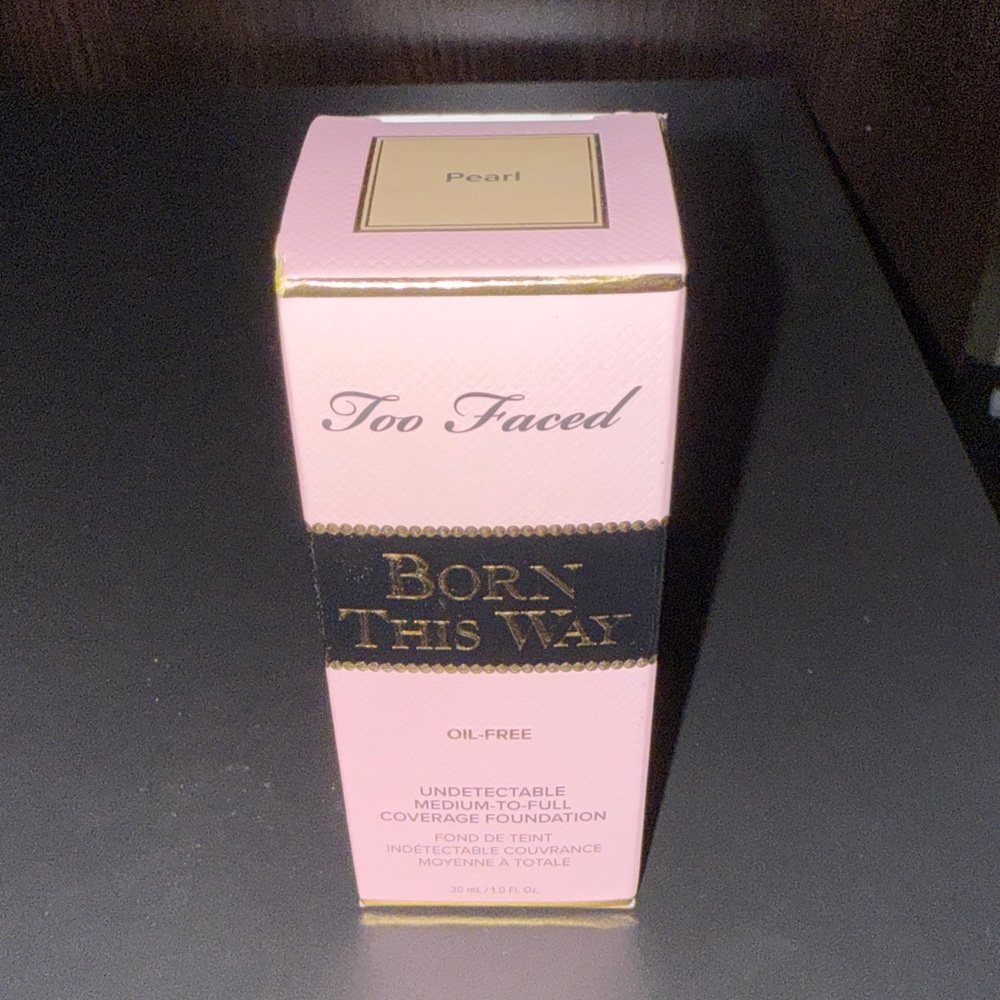 Pearl
Too Faced
BORN
THIS WAY
OIL-FREE
UNDETECTABLE
MEDIUM-TO-FULL
COVERAGE FOUNDATION
FOND DE TEINT
INDÉTECTABLE COUVRANCE
MOYENNE À TOTALE
30 mL / 1.0 Fl. Oz.